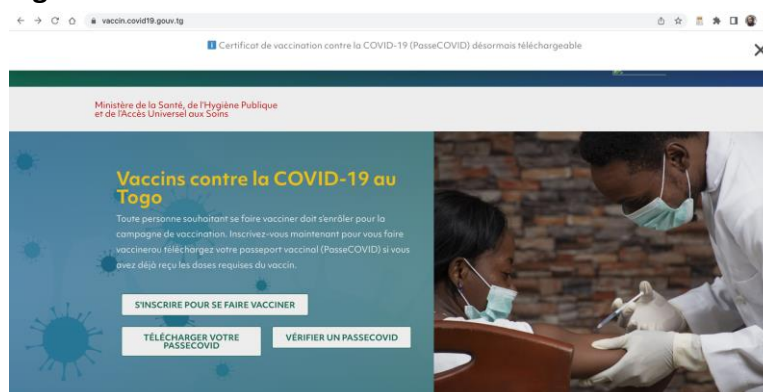 vaccin.covid19.gouv.tg
Certificat de vaccination contre la COVID-19 (PasseCOVID) désormais téléchargeable
Ministère de la Santé, de l'Hygiène Publique
et de l'Accès Universel aux Soins
Vaccins contre la COVID-19 au
Togo
Toute personne souhaitant se faire vacciner doit s'enrôler pour la
campagne de vaccination. Inscrivez-vous maintenant pour vous faire
vaccinerou téléchargez votre passeport vaccinal (PasseCOVID) si vous
avez déjà reçu les doses requises du vaccin.
S'INSCRIRE POUR SE FAIRE VACCINER
TÉLÉCHARGER VOTRE
PASSECOVID
VÉRIFIER UN PASSECOVID